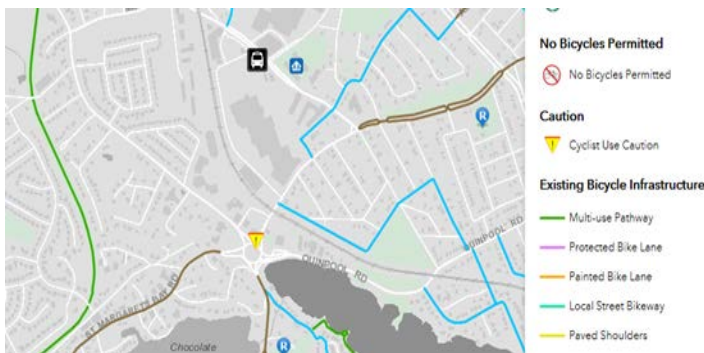 No Bicycles Permitted
No Bicycles Permitted
Caution
Cyclist Use Caution
Existing Bicycle Infrastructure
Multi-use Pathway
Protected Bike Lane
Painted Bike Lane
Local Street Bikeway
Paved Shoulders
R
QUINPOOL RD
QUINPOOL RD
ST MARGARETS BAY RD
Chocolate
R